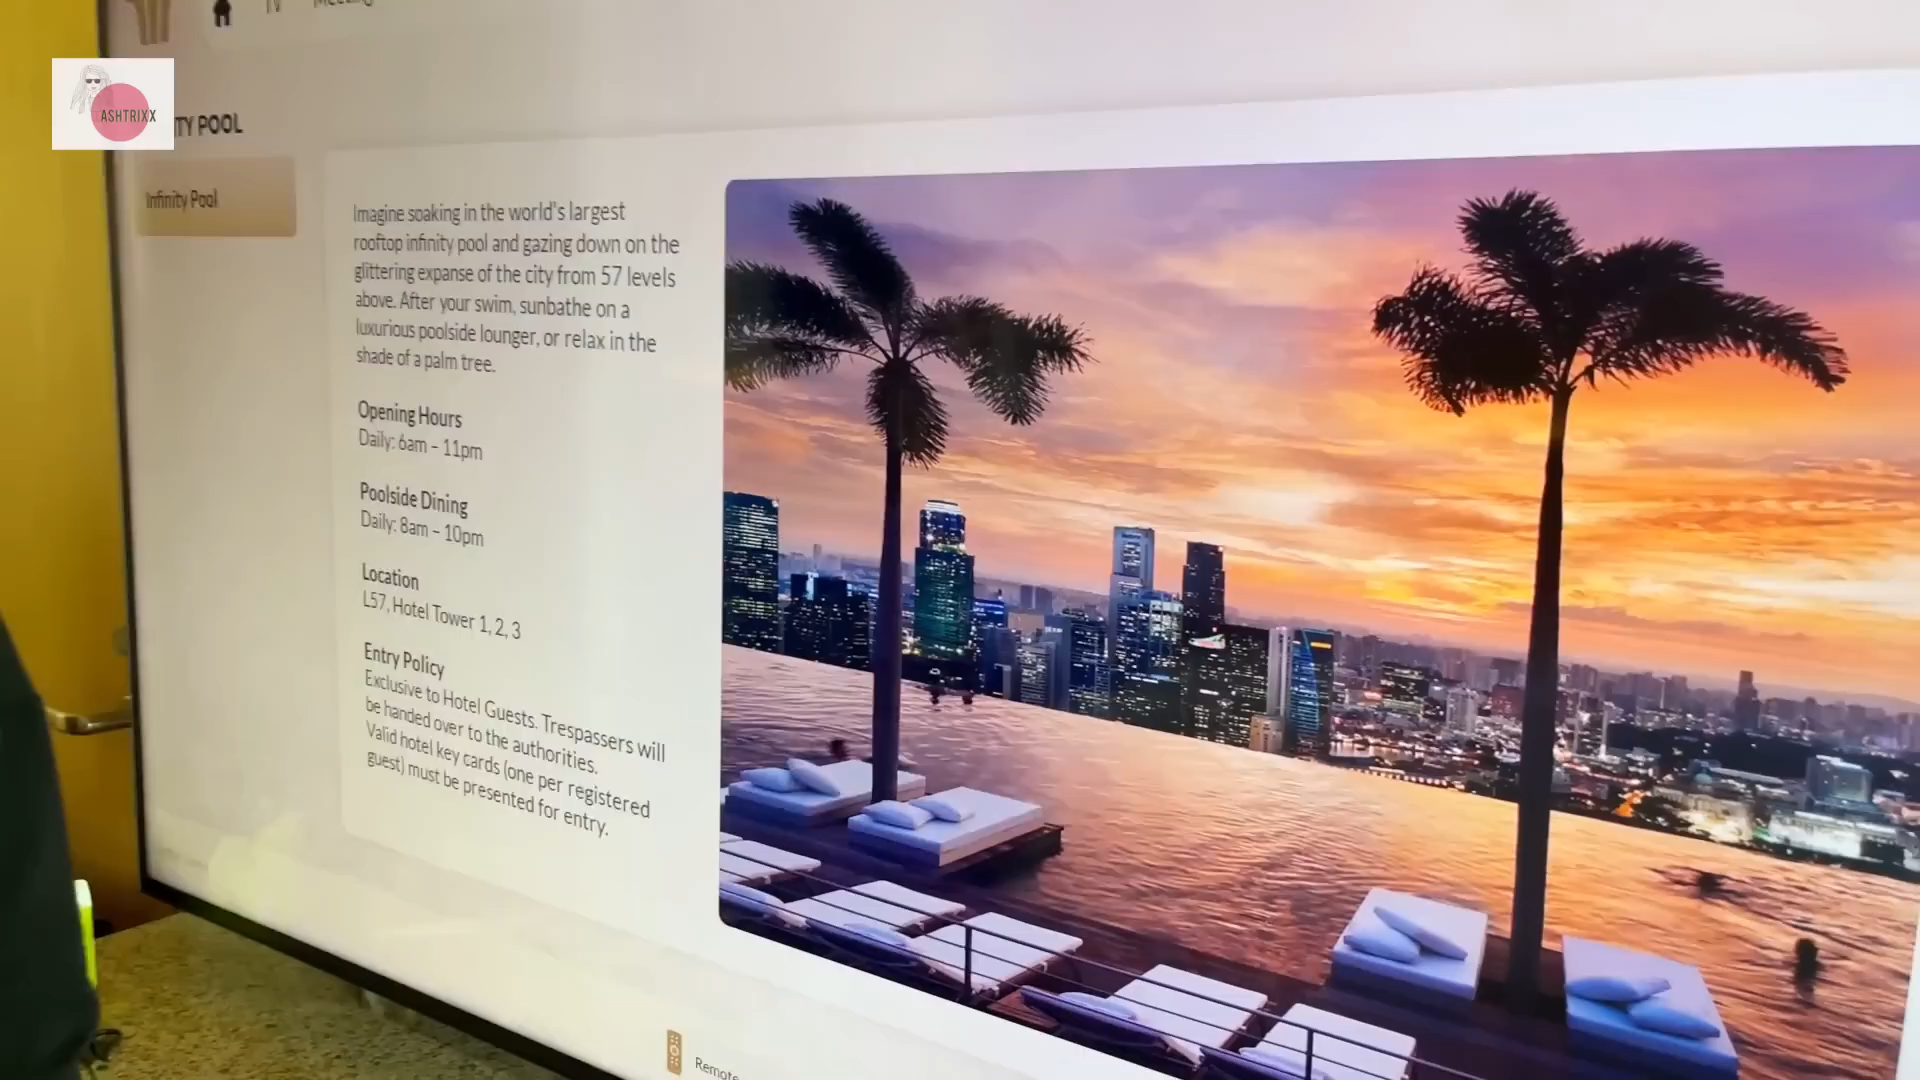 TV
ASHTRIXX
TY POOL
Infinity Pool
Imagine soaking in the world's largest
rooftop infinity pool and gazing down on the
glittering expanse of the city from 57 levels
above. After your swim, sunbathe on a
luxurious poolside lounger, or relax in the
shade of a palm tree.
Opening Hours
Daily: 6am – 11pm
Poolside Dining
Daily: 8am – 10pm
Location
L57, Hotel Tower 1, 2, 3
Entry Policy
Exclusive to Hotel Guests. Trespassers will
be handed over to the authorities.
Valid hotel key cards (one per registered
guest) must be presented for entry.
Remote